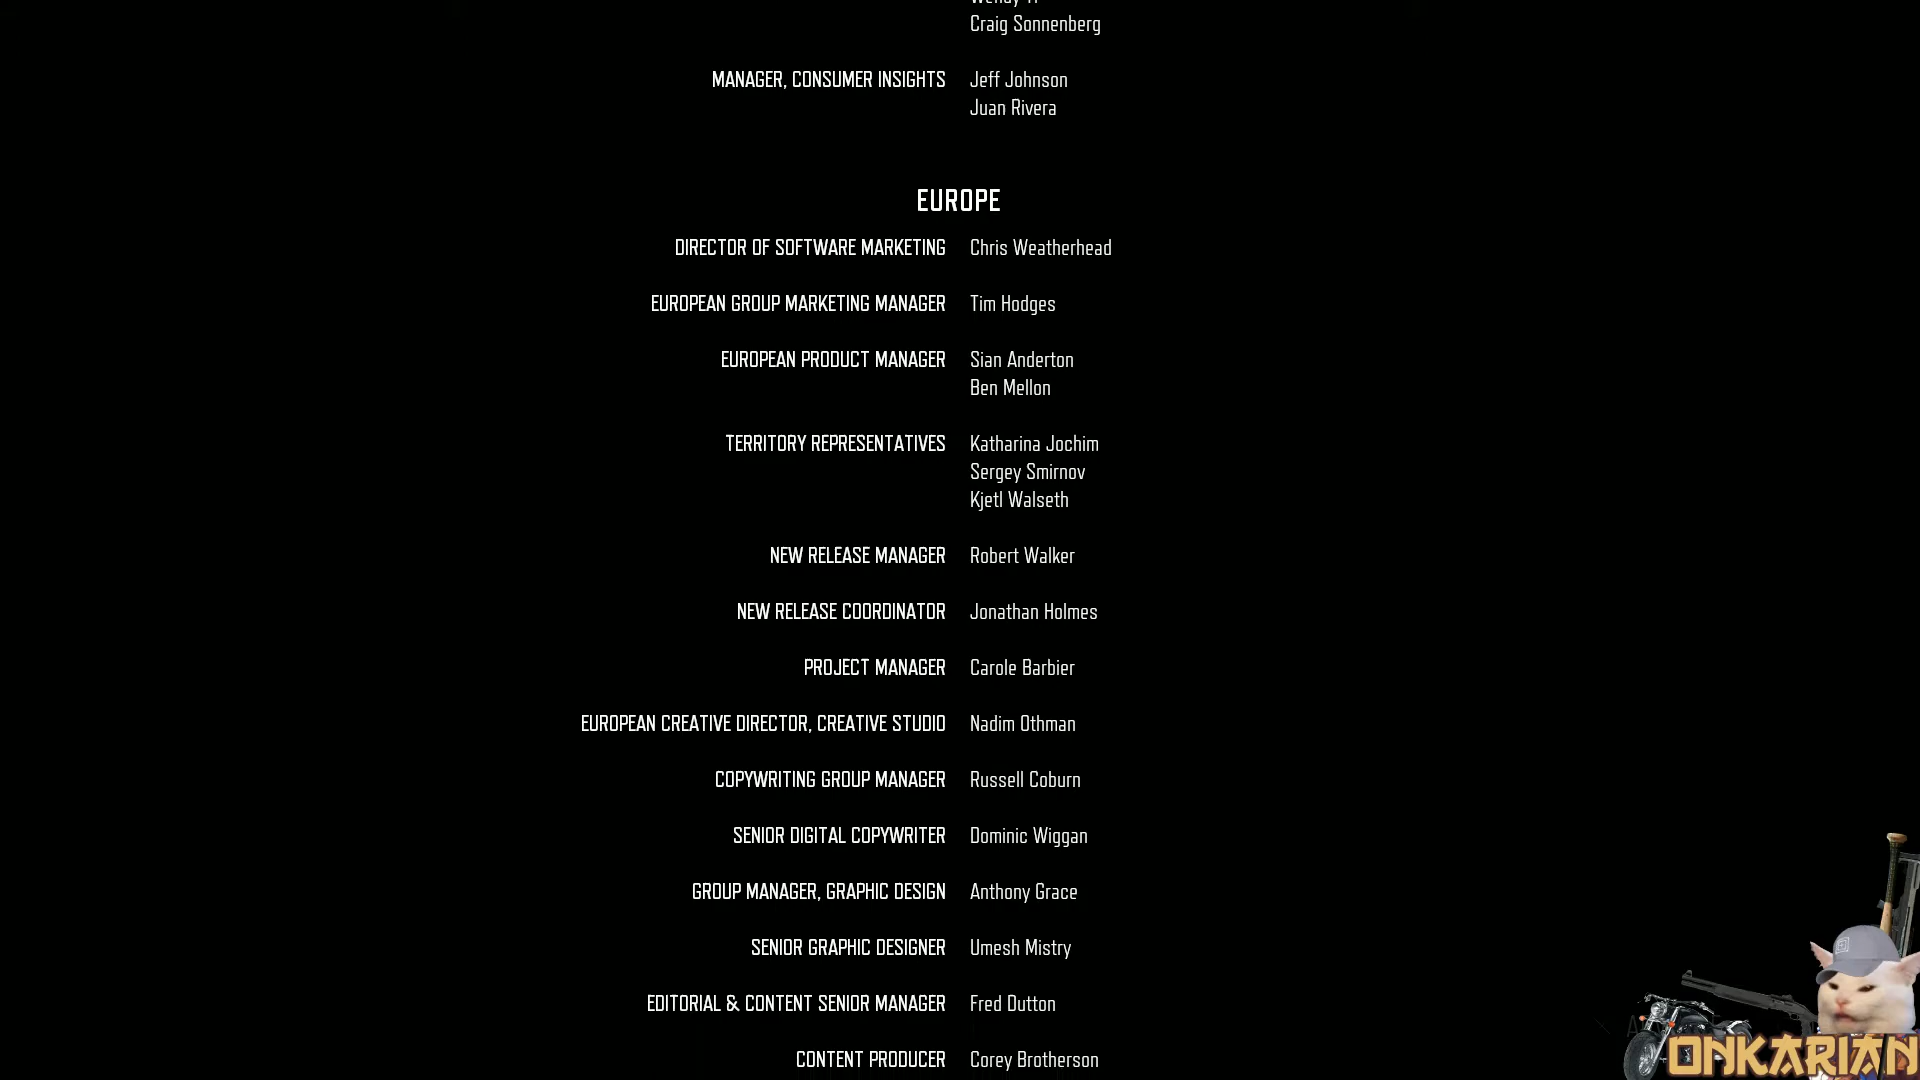 Craig Sonnenberg
MANAGER, CONSUMER INSIGHTS Jeff Johnson
Juan Rivera
EUROPE
DIRECTOR OF SOFTWARE MARKETING Chris Weatherhead
EUROPEAN GROUP MARKETING MANAGER Tim Hodges
EUROPEAN PRODUCT MANAGER Sian Anderton
Ben Mellon
TERRITORY REPRESENTATIVES Katharina Jochim
Sergey Smirnov
Kjetl Walseth
NEW RELEASE MANAGER Robert Walker
NEW RELEASE COORDINATOR Jonathan Holmes
PROJECT MANAGER Carole Barbier
EUROPEAN CREATIVE DIRECTOR, CREATIVE STUDIO Nadim Othman
COPYWRITING GROUP MANAGER Russell Coburn
SENIOR DIGITAL COPYWRITER Dominic Wiggan
GROUP MANAGER, GRAPHIC DESIGN Anthony Grace
SENIOR GRAPHIC DESIGNER Umesh Mistry
EDITORIAL & CONTENT SENIOR MANAGER Fred Dutton
CONTENT PRODUCER Corey Brotherson
ONKARIAN